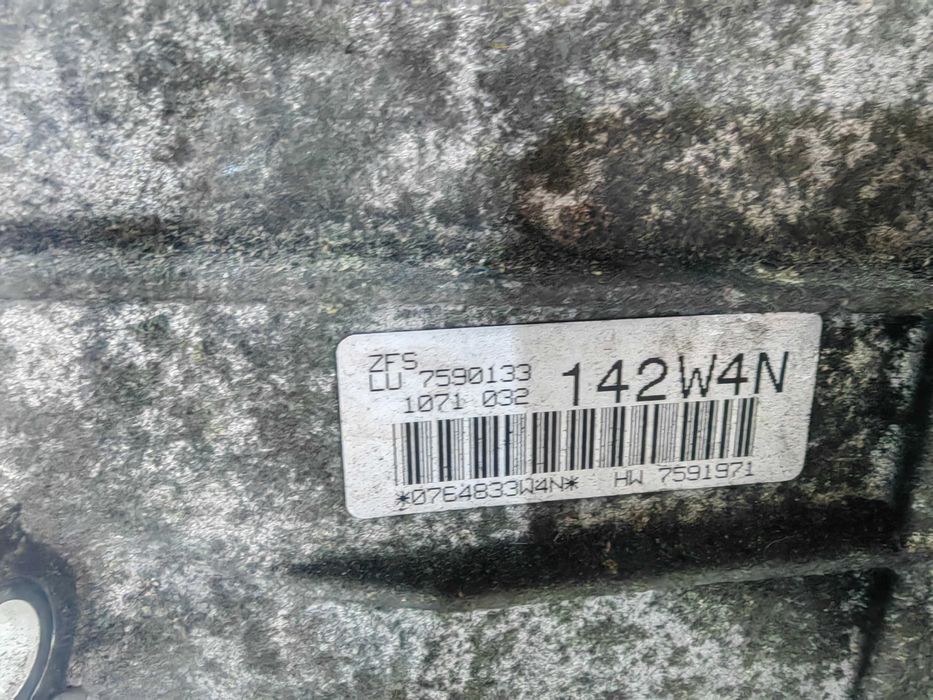 ZFS
LU 7590133
1071 032
142W4N
*0764833W4N* HW 7591971